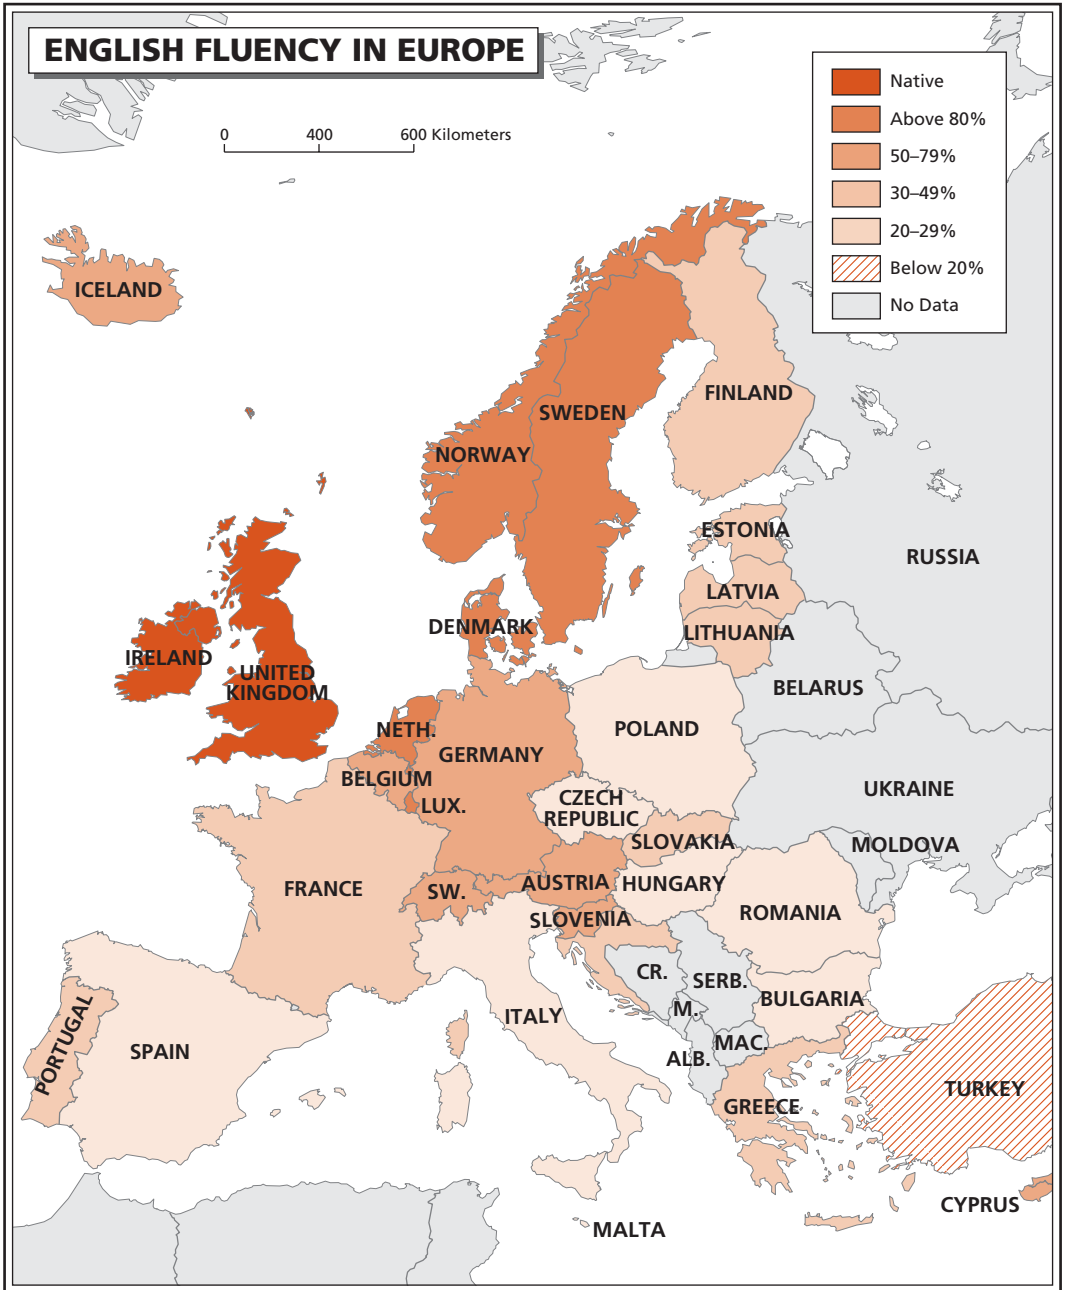 ENGLISH FLUENCY IN EUROPE
0 400 600 Kilometers
Native
Above 80%
50–79%
30–49%
20–29%
Below 20%
No Data
ICELAND
FINLAND
SWEDEN
NORWAY
ESTONIA
RUSSIA
LATVIA
DENMARK
LITHUANIA
IRELAND
UNITED
KINGDOM
BELARUS
NETH.
POLAND
GERMANY
BELGIUM
LUX.
CZECH
REPUBLIC
UKRAINE
SLOVAKIA
MOLDOVA
FRANCE
SW.
AUSTRIA
HUNGARY
SLOVENIA
ROMANIA
CR.
SERB.
BULGARIA
M.
ITALY
MAC.
ALB.
PORTUGAL
SPAIN
TURKEY
GREECE
CYPRUS
MALTA